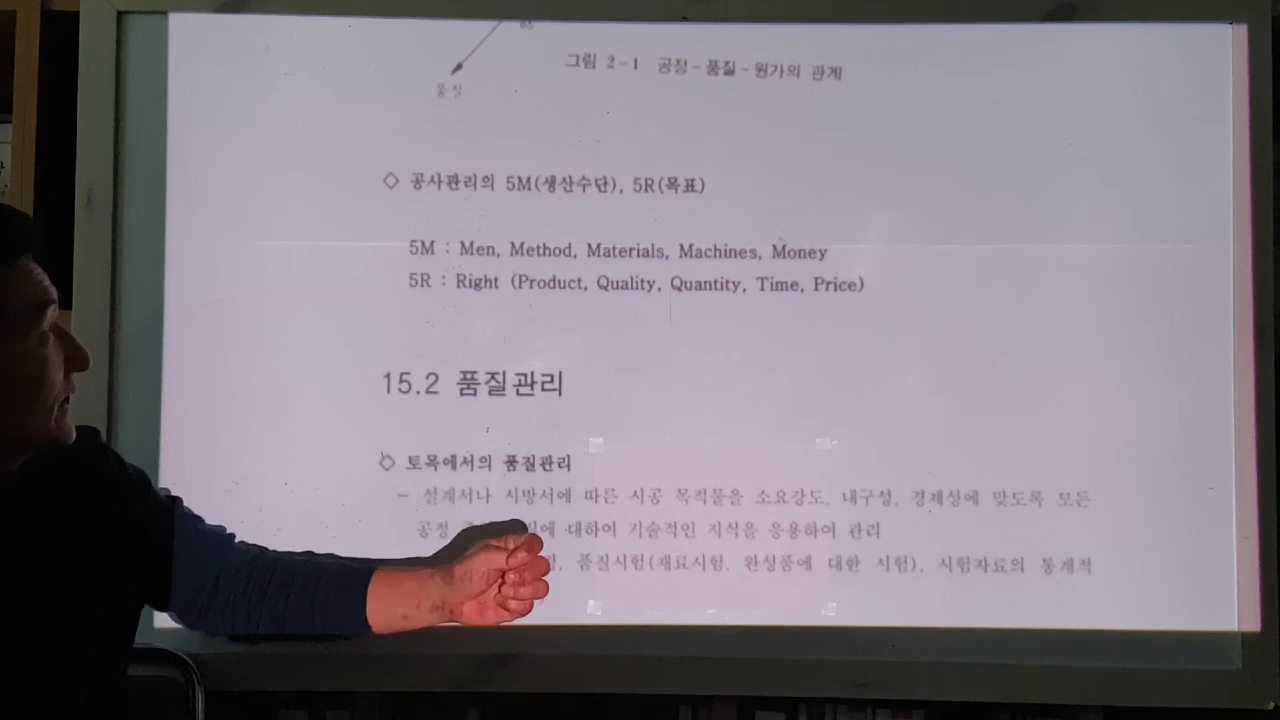 그림 2-1 공정-품질-원가의 관계
품질
◇ 공사관리의 5M(생산수단), 5R(목표)
5M : Men, Method, Materials, Machines, Money
5R : Right (Product, Quality, Quantity, Time, Price)
15.2 품질관리
◇ 토목에서의 품질관리
- 설계서나 시방서에 따른 시공 목적물을 소요강도, 내구성, 경제성에 맞도록 모든
공정 대하여 기술적인 지식을 응용하여 관리
품질시험(재료시험, 완성품에 대한 시험), 시험자료의 통계적